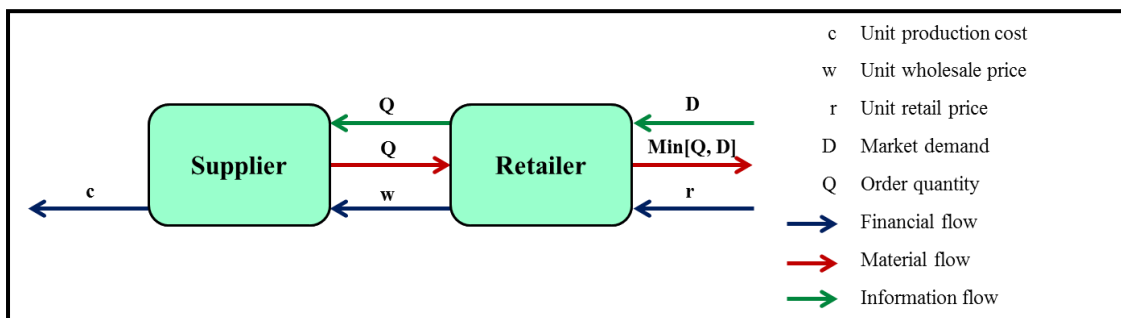 Q
D
Supplier
Q
Retailer
Min[Q, D]
c
w
r
c Unit production cost
w Unit wholesale price
r Unit retail price
D Market demand
Q Order quantity
Financial flow
Material flow
Information flow